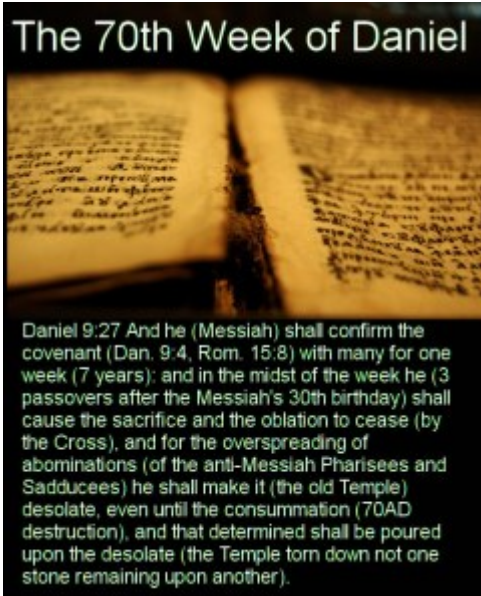 The 70th Week of Daniel
Daniel 9:27 And he (Messiah) shall confirm the
covenant (Dan. 9:4, Rom. 15:8) with many for one
week (7 years): and in the midst of the week he (3
passovers after the Messiah's 30th birthday) shall
cause the sacrifice and the oblation to cease (by
the Cross), and for the overspreading of
abominations (of the anti-Messiah Pharisees and
Sadducees) he shall make it (the old Temple)
desolate, even until the consummation (70AD
destruction), and that determined shall be poured
upon the desolate (the Temple torn down not one
stone remaining upon another).